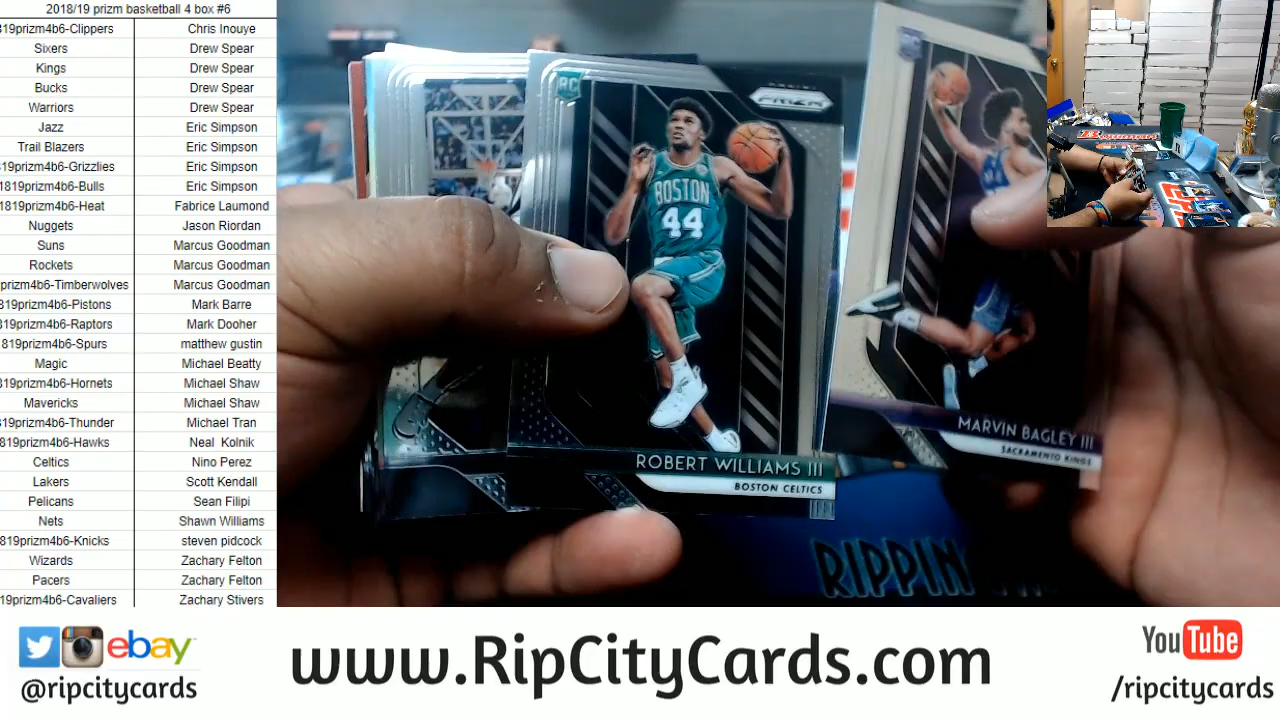 2018/19 prizm basketball 4 box #6
819prizm4b6-Clippers Chris Inouye
Sixers Drew Spear
Kings Drew Spear
Bucks Drew Spear
Warriors Drew Spear
Jazz Eric Simpson
Trail Blazers Eric Simpson
819prizm4b6-Grizzlies Eric Simpson
1819prizm4b6-Bulls Eric Simpson
1819prizm4b6-Heat Fabrice Laumond
Nuggets Jason Riordan
Suns Marcus Goodman
Rockets Marcus Goodman
prizm4b6-Timberwolves Marcus Goodman
819prizm4b6-Pistons Mark Barre
819prizm4b6-Raptors Mark Dooher
819prizm4b6-Spurs matthew gustin
Magic Michael Beatty
819prizm4b6-Hornets Michael Shaw
Mavericks Michael Shaw
819prizm4b6-Thunder Michael Tran
819prizm4b6-Hawks Neal Kolnik
Celtics Nino Perez
Lakers Scott Kendall
Pelicans Sean Filipi
Nets Shawn Williams
819prizm4b6-Knicks steven pidcock
Wizards Zachary Felton
Pacers Zachary Felton
19prizm4b6-Cavaliers Zachary Stivers
RC
PANINI
PRIZM
BOSTON
44
ROBERT WILLIAMS III
BOSTON CELTICS
MARVIN BAGLEY III
SACRAMENTO KINGS
RIPPIN
ebay
@ripcitycards
www.RipCityCards.com
YouTube
/ripcitycards